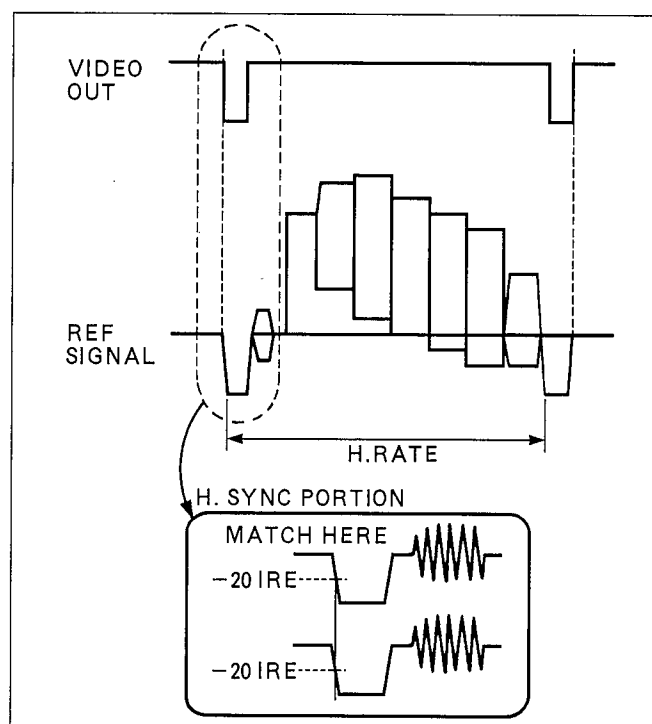 VIDEO
OUT
REF
SIGNAL
H.RATE
H. SYNC PORTION
MATCH HERE
−20 IRE
−20 IRE